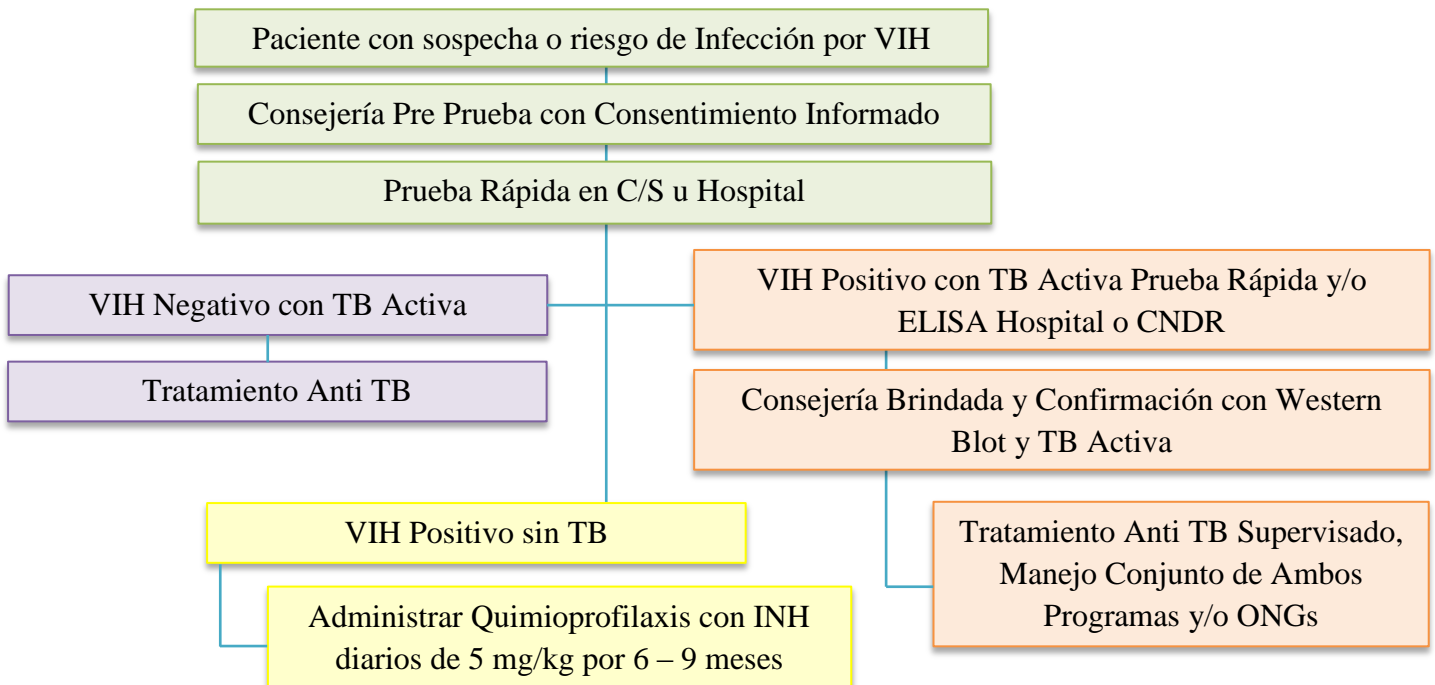 Paciente con sospecha o riesgo de Infección por VIH
Consejería Pre Prueba con Consentimiento Informado
Prueba Rápida en C/S u Hospital
VIH Negativo con TB Activa
Tratamiento Anti TB
VIH Positivo con TB Activa Prueba Rápida y/o
ELISA Hospital o CNDR
Consejería Brindada y Confirmación con Western
Blot y TB Activa
Tratamiento Anti TB Supervisado,
Manejo Conjunto de Ambos
Programas y/o ONGs
VIH Positivo sin TB
Administrar Quimioprofilaxis con INH
diarios de 5 mg/kg por 6 – 9 meses